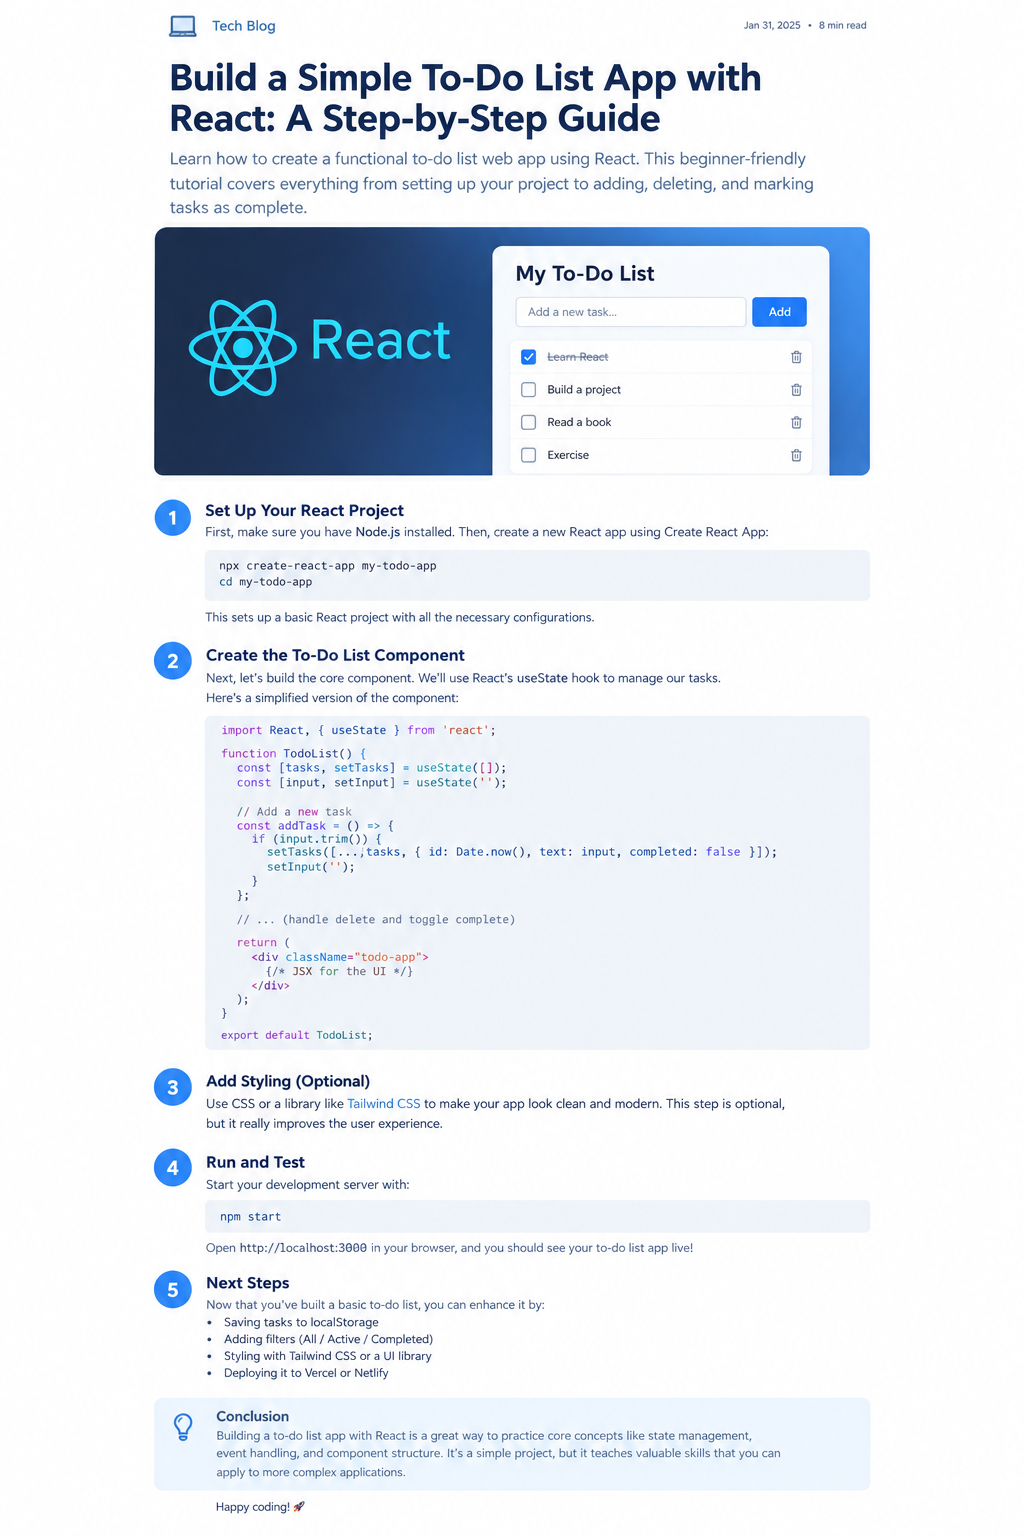 Tech Blog
Jan 31, 2025 • 8 min read
Build a Simple To-Do List App with
React: A Step-by-Step Guide
Learn how to create a functional to-do list web app using React. This beginner-friendly
tutorial covers everything from setting up your project to adding, deleting, and marking
tasks as complete.
React
My To-Do List
Add a new task...
Add
Learn React
Build a project
Read a book
Exercise
1
Set Up Your React Project
First, make sure you have Node.js installed. Then, create a new React app using Create React App:
npx create-react-app my-todo-app
cd my-todo-app
This sets up a basic React project with all the necessary configurations.
2
Create the To-Do List Component
Next, let's build the core component. We'll use React's useState hook to manage our tasks.
Here's a simplified version of the component:
import React, { useState } from 'react';
function TodoList() {
const [tasks, setTasks] = useState([]);
const [input, setInput] = useState('');
// Add a new task
const addTask = () => {
if (input.trim()) {
setTasks([...;tasks, { id: Date.now(), text: input, completed: false }]);
setInput('');
}
};
// ... (handle delete and toggle complete)
return (
<div className="todo-app">
{/* JSX for the UI */}
</div>
);
}
export default TodoList;
3
Add Styling (Optional)
Use CSS or a library like Tailwind CSS to make your app look clean and modern. This step is optional,
but it really improves the user experience.
4
Run and Test
Start your development server with:
npm start
Open http://localhost:3000 in your browser, and you should see your to-do list app live!
5
Next Steps
Now that you've built a basic to-do list, you can enhance it by:
• Saving tasks to localStorage
• Adding filters (All / Active / Completed)
• Styling with Tailwind CSS or a UI library
• Deploying it to Vercel or Netlify
Conclusion
Building a to-do list app with React is a great way to practice core concepts like state management,
event handling, and component structure. It's a simple project, but it teaches valuable skills that you can
apply to more complex applications.
Happy coding! 🚀